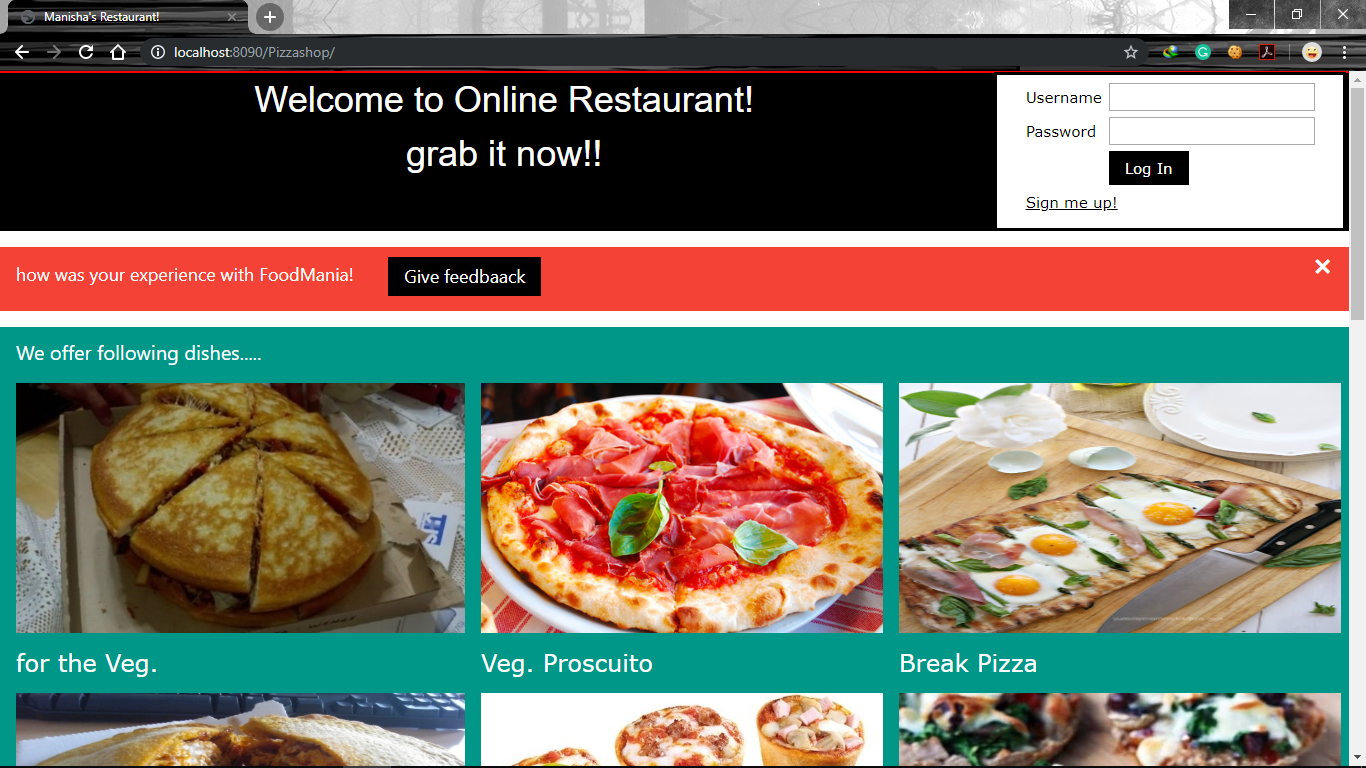 Manisha's Restaurant!
localhost:8090/Pizzashop/
Welcome to Online Restaurant!
grab it now!!
Username
Password
Log In
Sign me up!
how was your experience with FoodMania!
Give feedbaack
We offer following dishes.....
for the Veg.
Veg. Proscuito
Break Pizza